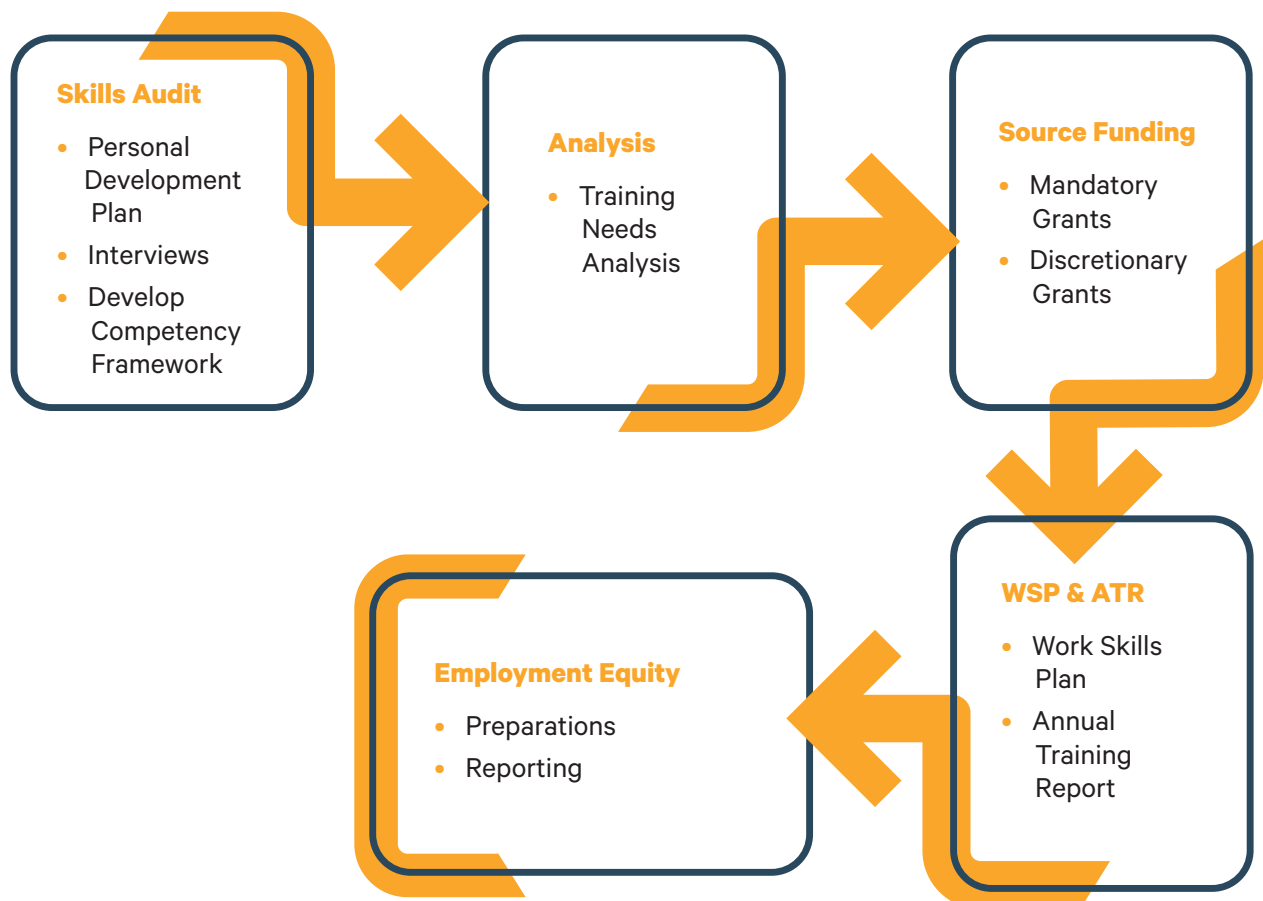 Skills Audit
• Personal
Development
Plan
• Interviews
• Develop
Competency
Framework
Analysis
• Training
Needs
Analysis
Source Funding
• Mandatory
Grants
• Discretionary
Grants
WSP & ATR
• Work Skills
Plan
• Annual
Training
Report
Employment Equity
• Preparations
• Reporting